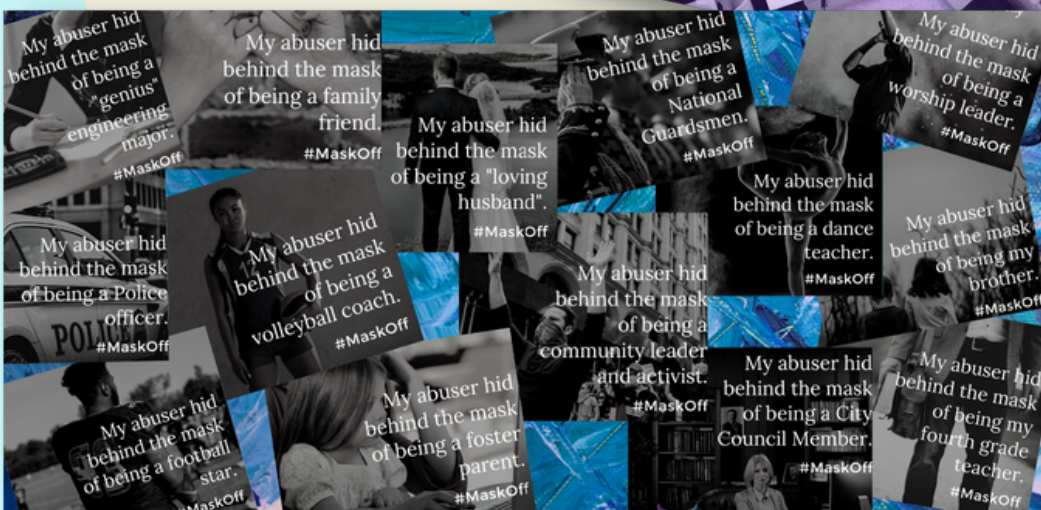 My abuser hid
behind the mask
of being a
"genius"
engineering
major.
#MaskOff
My abuser hid
behind the mask
of being a family
friend.
#MaskOff
My abuser hid
behind the mask
of being a "loving
husband".
#MaskOff
My abuser hid
behind the mask
of being a
National
Guardsmen.
#MaskOff
My abuser hid
behind the mask
of being a
worship leader.
#MaskOff
My abuser hid
behind the mask
of being a Police
officer.
#MaskOff
POLI
My abuser hid
behind the mask
of being a
volleyball coach.
#MaskOff
12
My abuser hid
behind the mask
of being a
community leader
and activist.
#MaskOff
My abuser hid
behind the mask
of being a dance
teacher.
#MaskOff
My abuser hid
behind the mask
of being my
brother.
#MaskOff
My abuser hid
behind the mask
of being a football
star.
#MaskOff
My abuser hid
behind the mask
of being a foster
parent.
#MaskOff
My abuser hid
behind the mask
of being a City
Council Member.
#MaskOff
My abuser hid
behind the mask
of being my
fourth grade
teacher.
#MaskOff